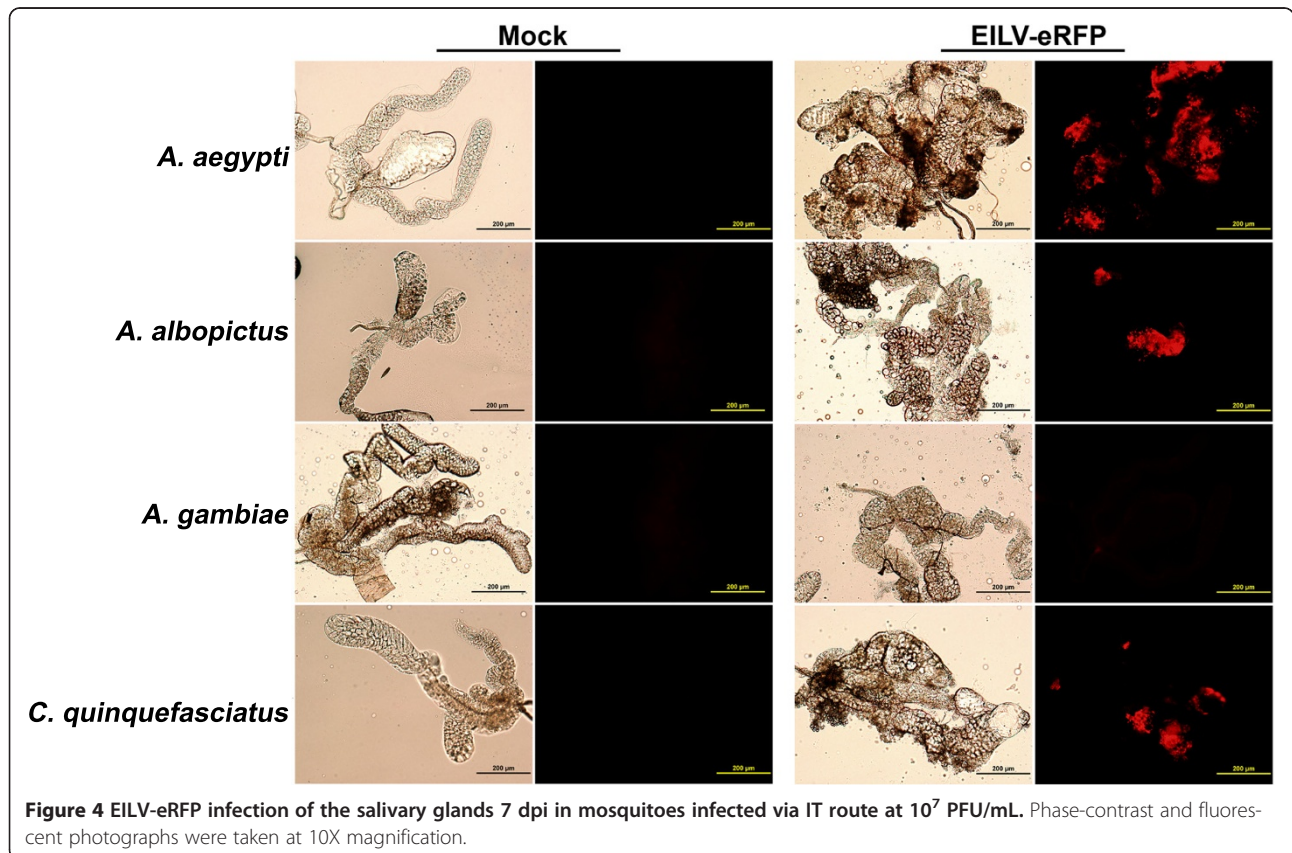 Mock EILV-eRFP
A. aegypti
200 µm 200 µm 200 µm 200 µm
A. albopictus
200 µm 200 µm 200 µm 200 µm
A. gambiae
200 µm 200 µm 200 µm 200 µm
C. quinquefasciatus
200 µm 200 µm 200 µm 200 µm
Figure 4 EILV-eRFP infection of the salivary glands 7 dpi in mosquitoes infected via IT route at 10⁷ PFU/mL. Phase-contrast and fluores-
cent photographs were taken at 10X magnification.